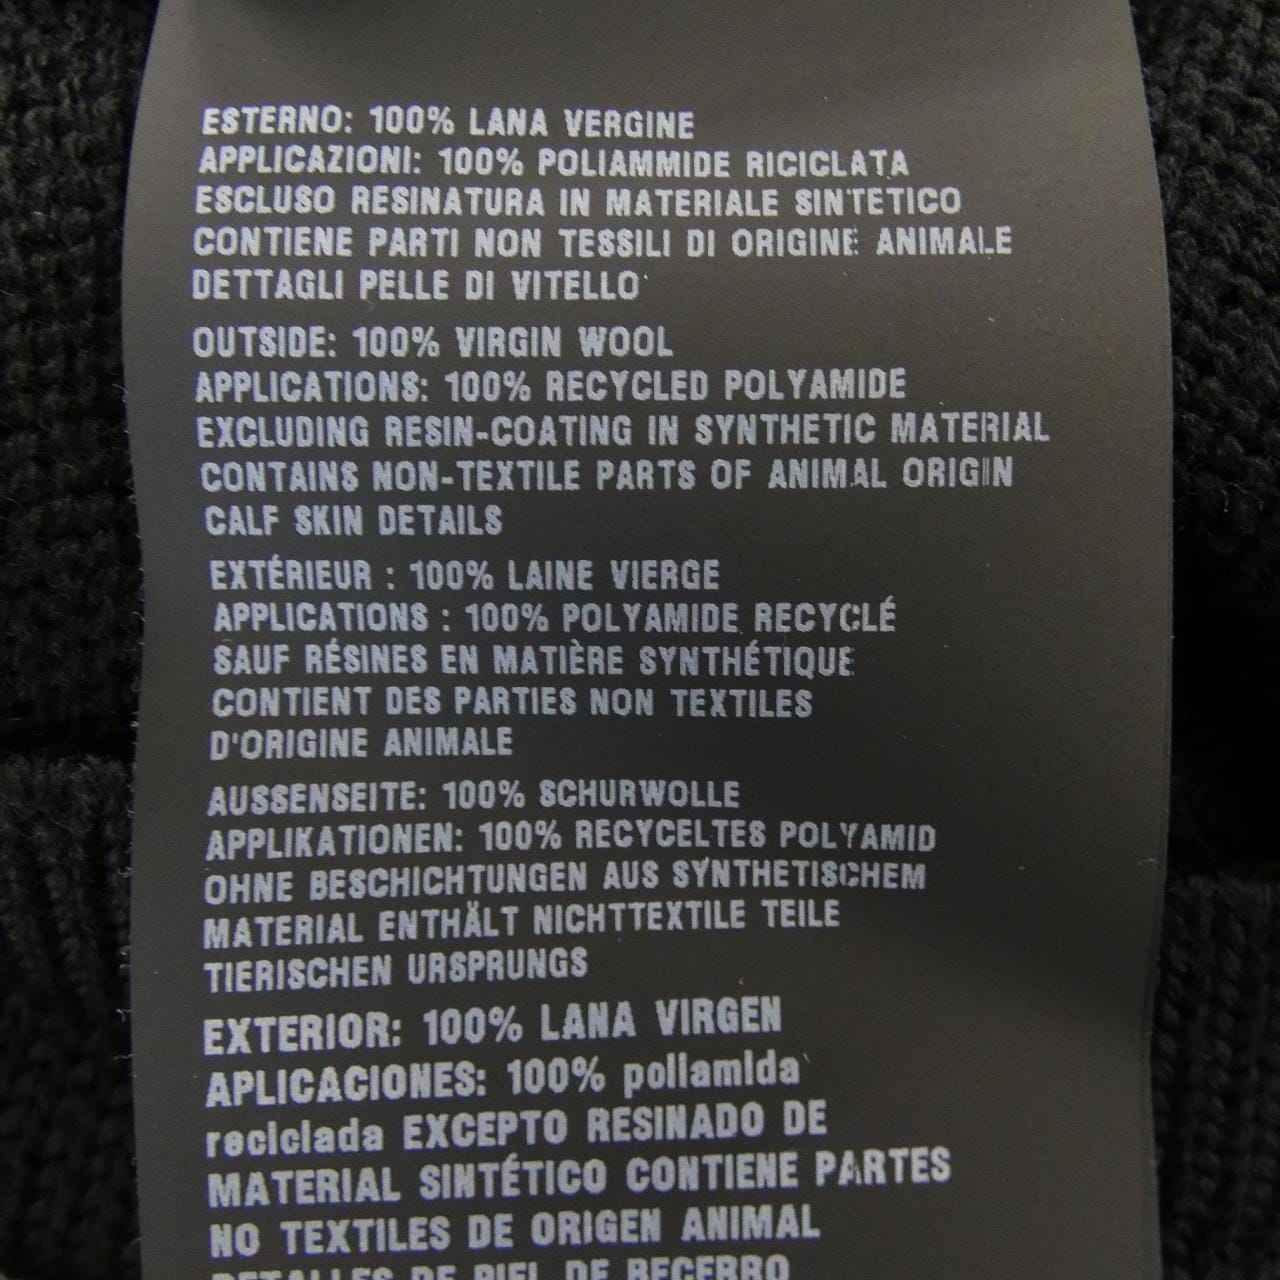 ESTERNO: 100% LANA VERGINE
APPLICAZIONI: 100% POLIAMMIDE RICICLATA
ESCLUSO RESINATURA IN MATERIALE SINTETICO
CONTIENE PARTI NON TESSILI DI ORIGINE ANIMALE
DETTAGLI PELLE DI VITELLO
OUTSIDE: 100% VIRGIN WOOL
APPLICATIONS: 100% RECYCLED POLYAMIDE
EXCLUDING RESIN-COATING IN SYNTHETIC MATERIAL
CONTAINS NON-TEXTILE PARTS OF ANIMAL ORIGIN
CALF SKIN DETAILS
EXTÉRIEUR : 100% LAINE VIERGE
APPLICATIONS : 100% POLYAMIDE RECYCLÉ
SAUF RÉSINES EN MATIÈRE SYNTHÉTIQUE
CONTIENT DES PARTIES NON TEXTILES
D'ORIGINE ANIMALE
AUSSENSEITE: 100% SCHURWOLLE
APPLIKATIONEN: 100% RECYCELTES POLYAMID
OHNE BESCHICHTUNGEN AUS SYNTHETISCHEM
MATERIAL ENTHÄLT NICHTTEXTILE TEILE
TIERISCHEN URSPRUNGS
EXTERIOR: 100% LANA VIRGEN
APLICACIONES: 100% poliamida
reciclada EXCEPTO RESINADO DE
MATERIAL SINTÉTICO CONTIENE PARTES
NO TEXTILES DE ORIGEN ANIMAL
DETALLES DE PIEL DE BECERRO